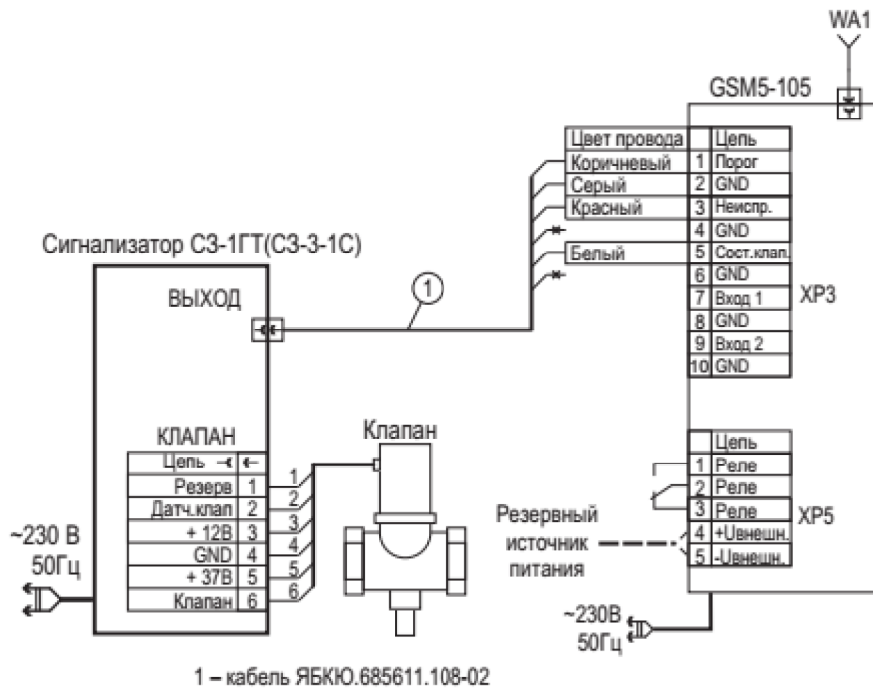 WA1
GSM5-105
Цвет провода Цепь
Коричневый 1 Порог
Серый 2 GND
Красный 3 Неиспр.
4 GND
Белый 5 Сост.клап.
6 GND
7 Вход 1
8 GND
9 Вход 2
10 GND
XP3
Сигнализатор СЗ-1ГТ(СЗ-3-1С)
ВЫХОД
1
КЛАПАН
Цепь
Резерв 1
Датч.клап 2
+ 12В 3
GND 4
+ 37В 5
Клапан 6
1
2
3
4
5
6
Клапан
~230 В
50Гц
Цепь
1 Реле
2 Реле
3 Реле
4 +Uвнешн.
5 -Uвнешн.
XP5
Резервный
источник
питания
~230В
50Гц
1 – кабель ЯБКЮ.685611.108-02